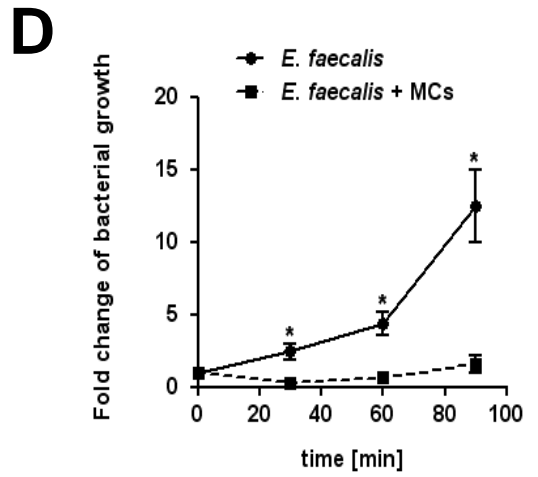 D
E. faecalis
E. faecalis + MCs
Fold change of bacterial growth
20
15
10
5
0
*
*
*
0 20 40 60 80 100
time [min]